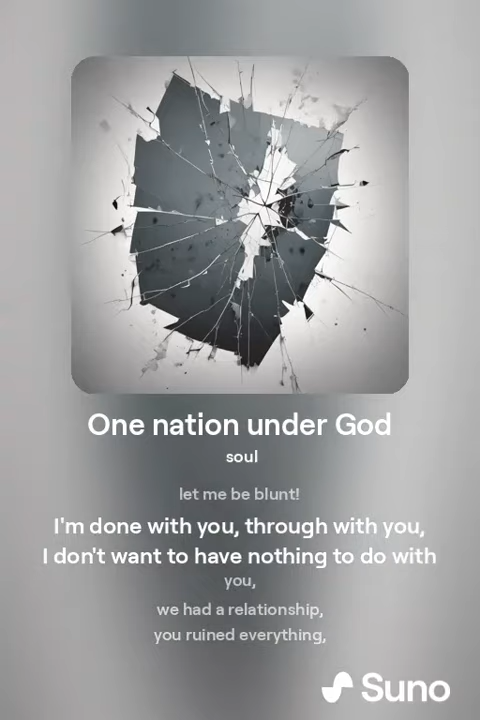 One nation under God
soul
let me be blunt!
I'm done with you, through with you,
I don't want to have nothing to do with
you,
we had a relationship,
you ruined everything,
Suno